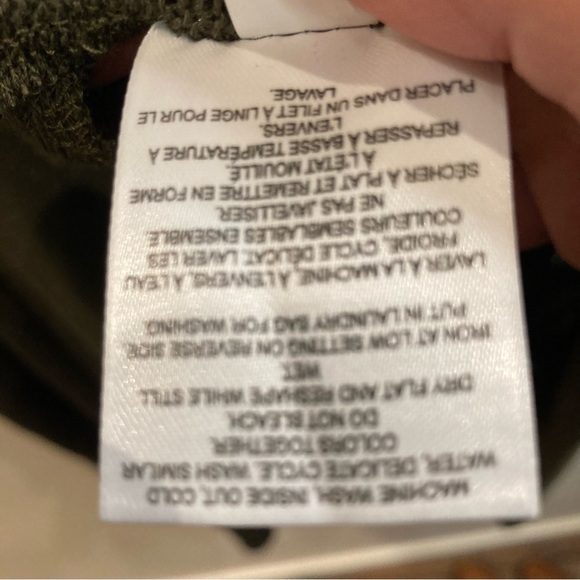 MACHINE WASH, INSIDE OUT, COLD
WATER, DELICATE CYCLE. WASH SIMILAR
COLORS TOGETHER.
DO NOT BLEACH.
DRY FLAT AND RESHAPE WHILE STILL
WET.
IRON AT LOW SETTING ON REVERSE SIDE.
PUT IN LAUNDRY BAG FOR WASHING.
LAVER À LA MACHINE, À L'ENVERS, À L'EAU
FROIDE, CYCLE DÉLICAT. LAVER LES
COULEURS SEMBLABLES ENSEMBLE.
NE PAS JAVELLISER.
SÉCHER À PLAT ET REMETTRE EN FORME
À L'ÉTAT MOUILLÉ.
REPASSER À BASSE TEMPÉRATURE À
L'ENVERS.
PLACER DANS UN FILET À LINGE POUR LE
LAVAGE.